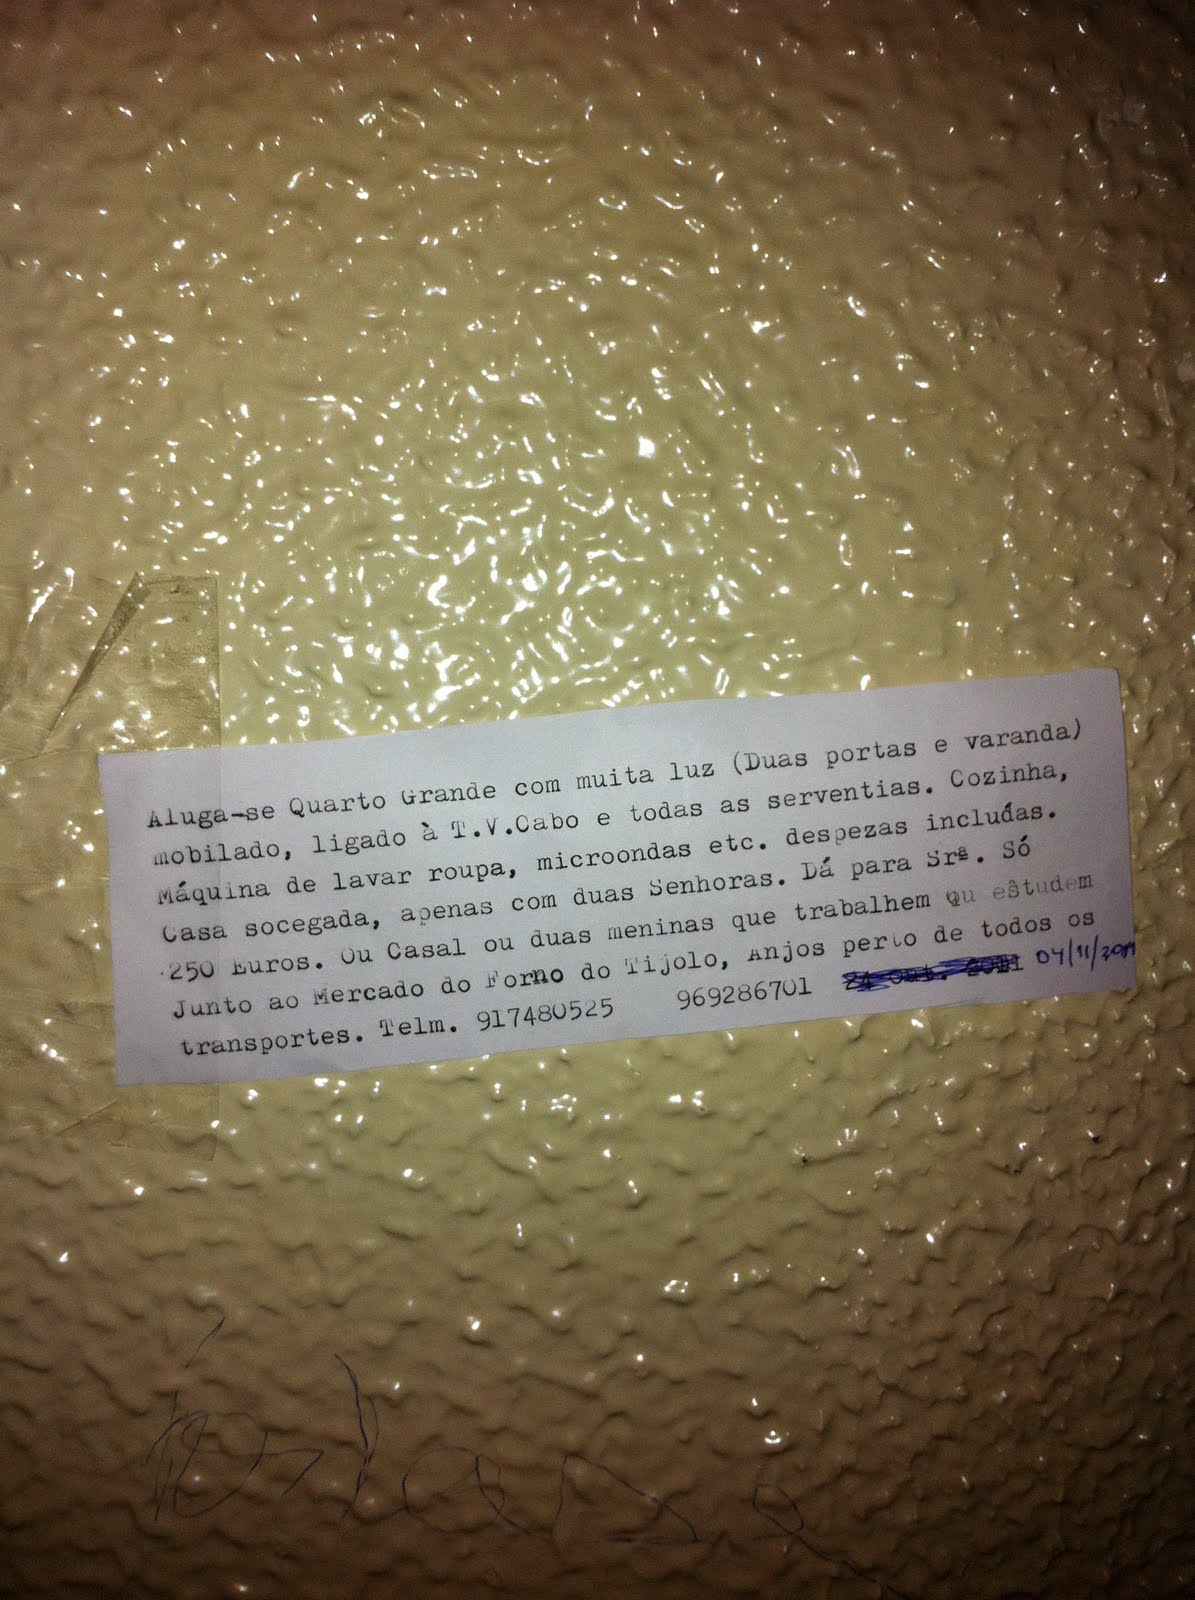 Aluga-se Quarto Grande com muita luz (Duas portas e varanda)
mobilado, ligado à T.V.Cabo e todas as serventias. Cozinha,
Máquina de lavar roupa, microondas etc. despezas includas.
Casa socegada, apenas com duas Senhoras. Dá para Srª. Só
250 Euros. Ou Casal ou duas meninas que trabalhem ou estudem
Junto ao Mercado do Forno do Tijolo, Anjos perto de todos os
transportes. Telm. 917480525 969286701 04/11/2011